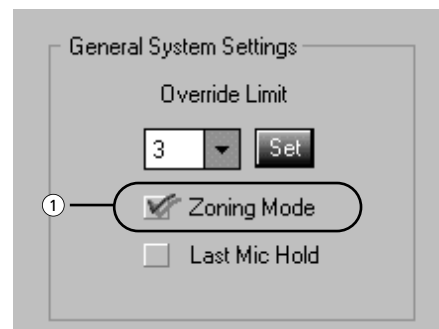 General System Settings
Override Limit
3 Set
1 Zoning Mode
Last Mic Hold